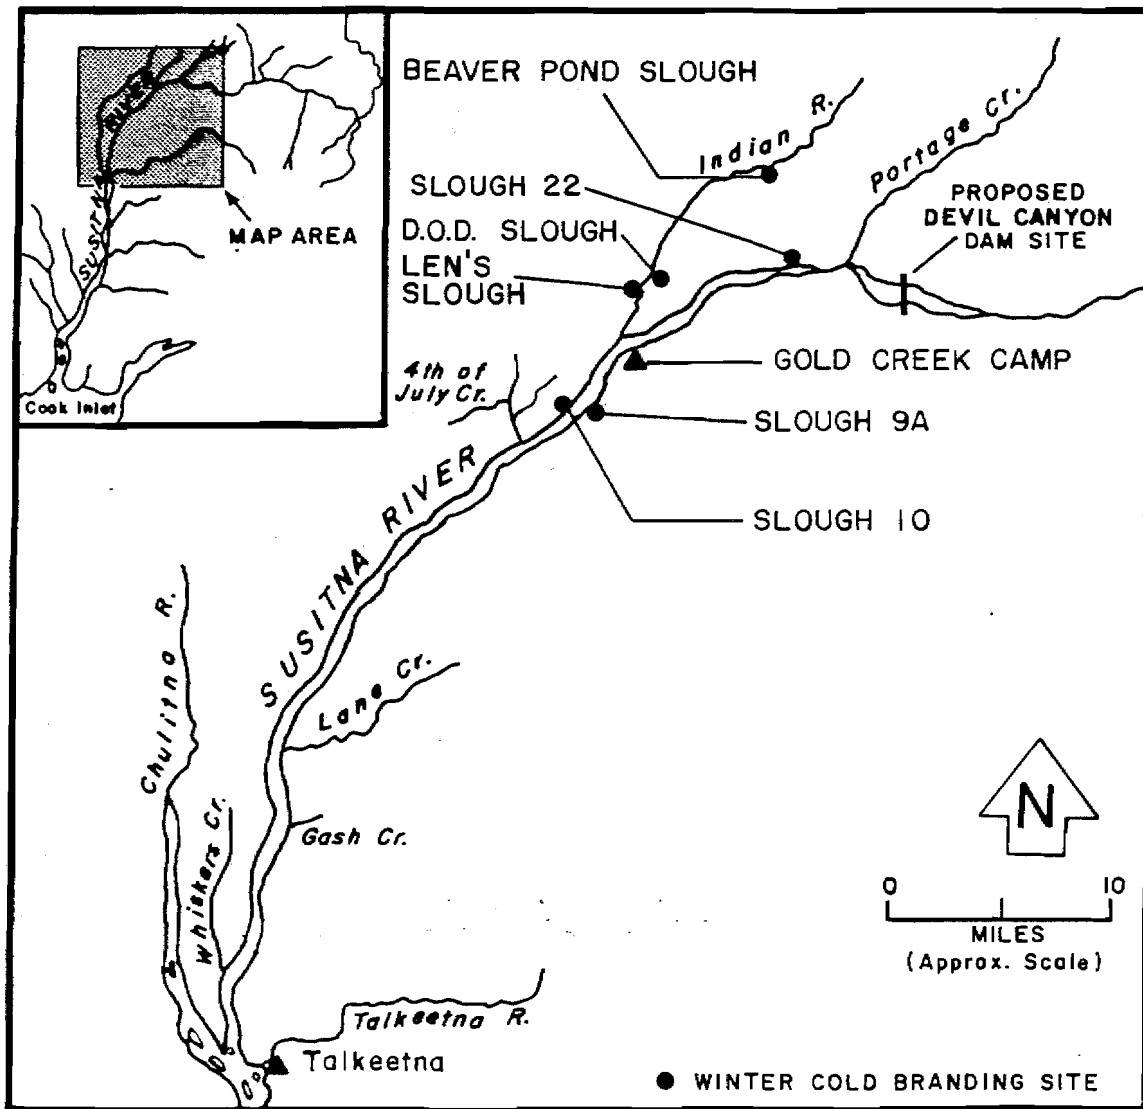 RIVER
SUSITNA
MAP AREA
Cook Inlet
BEAVER POND SLOUGH
Indian R.
Portage Cr.
SLOUGH 22
PROPOSED
DEVIL CANYON
DAM SITE
D.O.D. SLOUGH
LEN'S
SLOUGH
GOLD CREEK CAMP
4th of
July Cr.
SLOUGH 9A
SLOUGH 10
SUSITNA RIVER
Chulitna R.
Lane Cr.
Whiskers Cr.
Gash Cr.
N
0 10
MILES
(Approx. Scale)
Talkeetna R.
Talkeetna
WINTER COLD BRANDING SITE